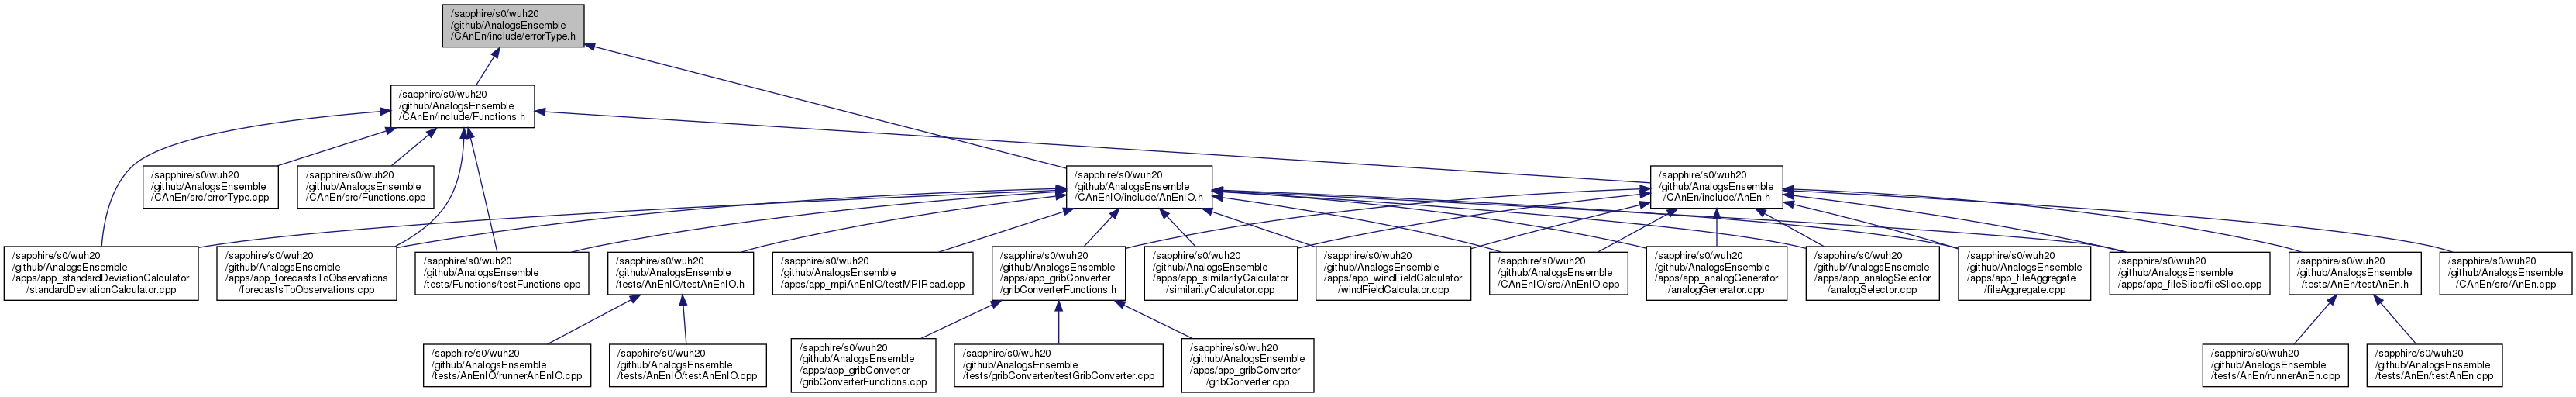 /sapphire/s0/wuh20
/github/AnalogsEnsemble
/CAnEn/include/errorType.h
/sapphire/s0/wuh20
/github/AnalogsEnsemble
/CAnEn/include/Functions.h
/sapphire/s0/wuh20
/github/AnalogsEnsemble
/CAnEn/src/errorType.cpp
/sapphire/s0/wuh20
/github/AnalogsEnsemble
/CAnEn/src/Functions.cpp
/sapphire/s0/wuh20
/github/AnalogsEnsemble
/CAnEnIO/include/AnEnIO.h
/sapphire/s0/wuh20
/github/AnalogsEnsemble
/CAnEn/include/AnEn.h
/sapphire/s0/wuh20
/github/AnalogsEnsemble
/apps/app_standardDeviationCalculator
/standardDeviationCalculator.cpp
/sapphire/s0/wuh20
/github/AnalogsEnsemble
/apps/app_forecastsToObservations
/forecastsToObservations.cpp
/sapphire/s0/wuh20
/github/AnalogsEnsemble
/tests/Functions/testFunctions.cpp
/sapphire/s0/wuh20
/github/AnalogsEnsemble
/tests/AnEnIO/testAnEnIO.h
/sapphire/s0/wuh20
/github/AnalogsEnsemble
/apps/app_mpiAnEnIO/testMPIRead.cpp
/sapphire/s0/wuh20
/github/AnalogsEnsemble
/apps/app_gribConverter
/gribConverterFunctions.h
/sapphire/s0/wuh20
/github/AnalogsEnsemble
/apps/app_similarityCalculator
/similarityCalculator.cpp
/sapphire/s0/wuh20
/github/AnalogsEnsemble
/apps/app_windFieldCalculator
/windFieldCalculator.cpp
/sapphire/s0/wuh20
/github/AnalogsEnsemble
/CAnEnIO/src/AnEnIO.cpp
/sapphire/s0/wuh20
/github/AnalogsEnsemble
/apps/app_analogGenerator
/analogGenerator.cpp
/sapphire/s0/wuh20
/github/AnalogsEnsemble
/apps/app_analogSelector
/analogSelector.cpp
/sapphire/s0/wuh20
/github/AnalogsEnsemble
/apps/app_fileAggregate
/fileAggregate.cpp
/sapphire/s0/wuh20
/github/AnalogsEnsemble
/apps/app_fileSlice/fileSlice.cpp
/sapphire/s0/wuh20
/github/AnalogsEnsemble
/tests/AnEn/testAnEn.h
/sapphire/s0/wuh20
/github/AnalogsEnsemble
/CAnEn/src/AnEn.cpp
/sapphire/s0/wuh20
/github/AnalogsEnsemble
/tests/AnEnIO/runnerAnEnIO.cpp
/sapphire/s0/wuh20
/github/AnalogsEnsemble
/tests/AnEnIO/testAnEnIO.cpp
/sapphire/s0/wuh20
/github/AnalogsEnsemble
/apps/app_gribConverter
/gribConverterFunctions.cpp
/sapphire/s0/wuh20
/github/AnalogsEnsemble
/tests/gribConverter/testGribConverter.cpp
/sapphire/s0/wuh20
/github/AnalogsEnsemble
/apps/app_gribConverter
/gribConverter.cpp
/sapphire/s0/wuh20
/github/AnalogsEnsemble
/tests/AnEn/runnerAnEn.cpp
/sapphire/s0/wuh20
/github/AnalogsEnsemble
/tests/AnEn/testAnEn.cpp